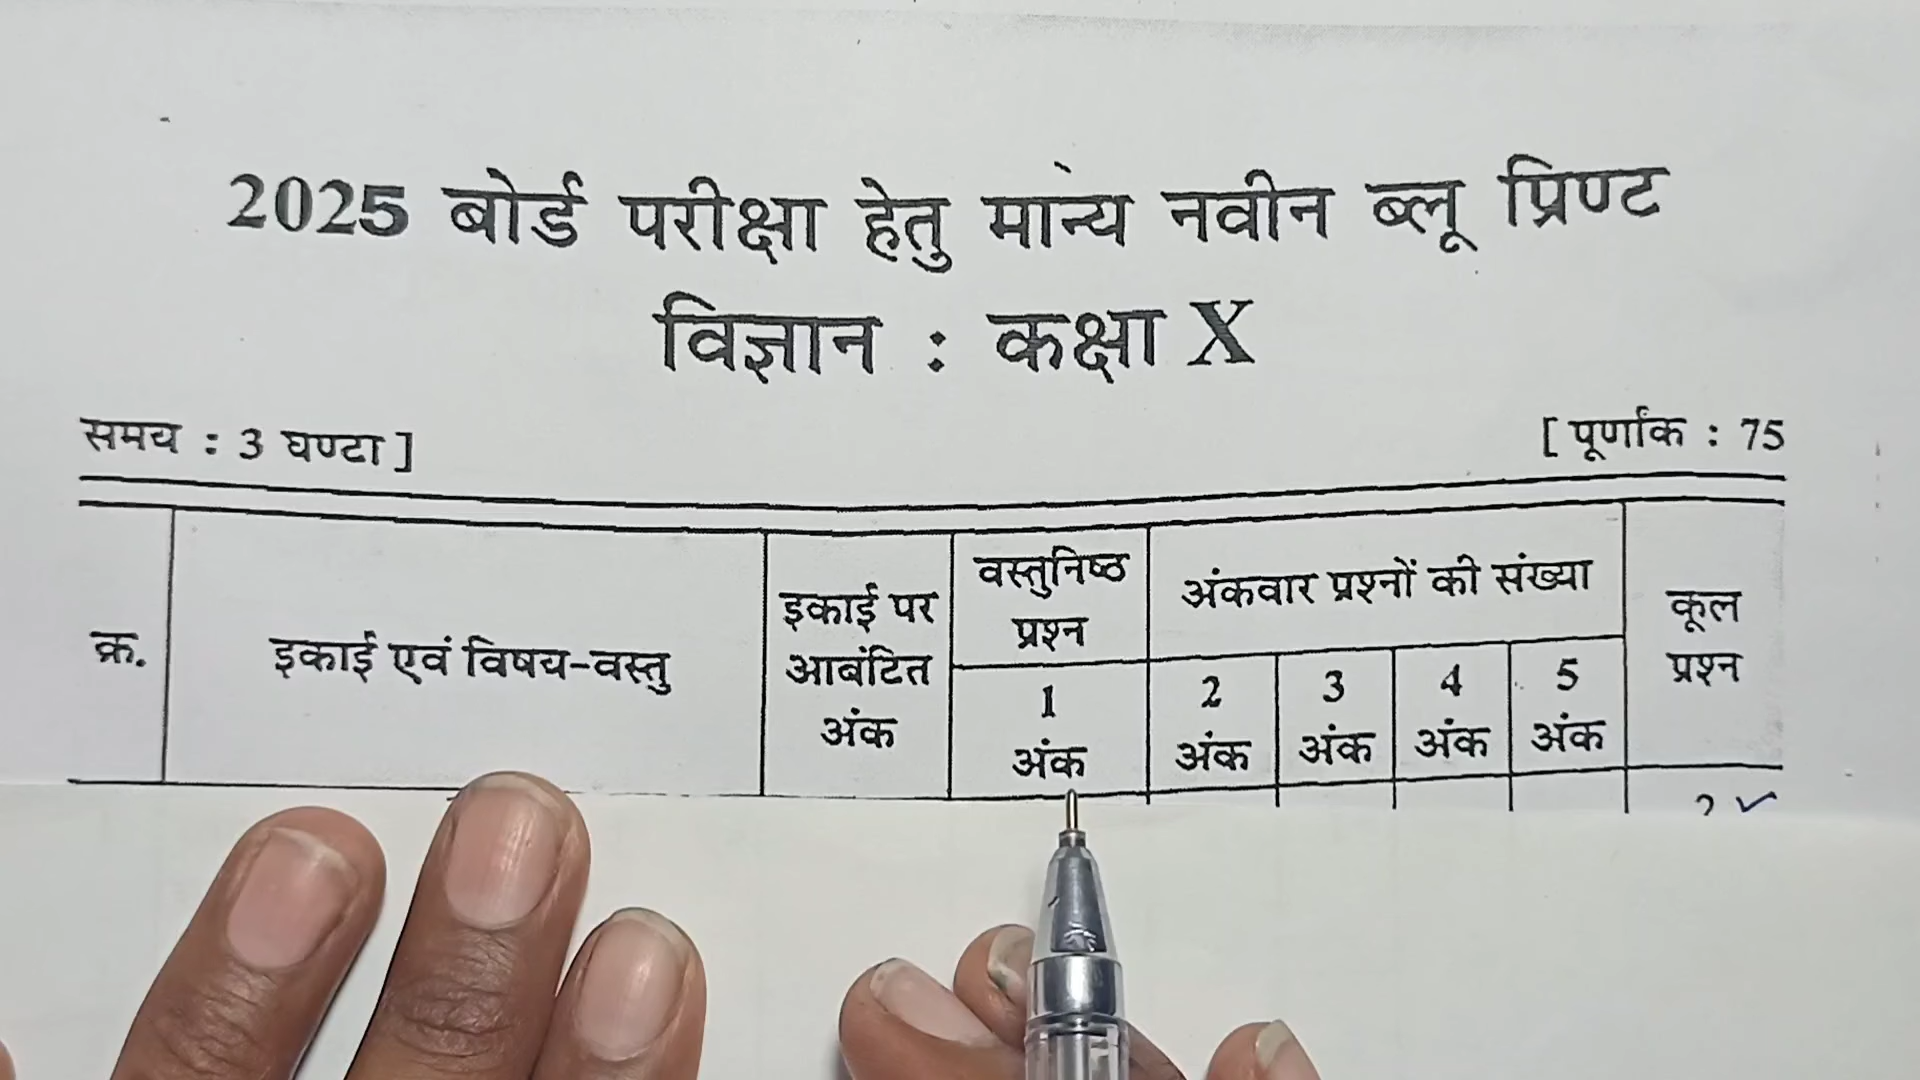 2025 बोर्ड परीक्षा हेतु मान्य नवीन ब्लू प्रिण्ट
विज्ञान : कक्षा X
समय : 3 घण्टा ]
[ पूर्णांक : 75
क्र.
इकाई एवं विषय-वस्तु
इकाई पर
आबंटित
अंक
वस्तुनिष्ठ
प्रश्न
1
अंक
अंकवार प्रश्नों की संख्या
2
अंक
3
अंक
4
अंक
5
अंक
कूल
प्रश्न